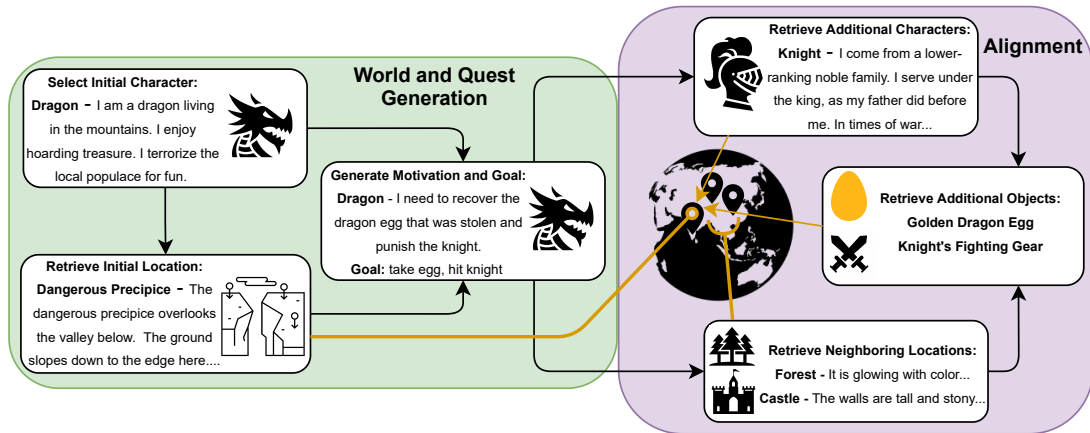 World and Quest
Generation
Select Initial Character:
Dragon - I am a dragon living
in the mountains. I enjoy
hoarding treasure. I terrorize the
local populace for fun.
Retrieve Initial Location:
Dangerous Precipice - The
dangerous precipice overlooks
the valley below. The ground
slopes down to the edge here....
Generate Motivation and Goal:
Dragon - I need to recover the
dragon egg that was stolen and
punish the knight.
Goal: take egg, hit knight
Alignment
Retrieve Additional Characters:
Knight - I come from a lower-
ranking noble family. I serve under
the king, as my father did before
me. In times of war...
Retrieve Additional Objects:
Golden Dragon Egg
Knight's Fighting Gear
Retrieve Neighboring Locations:
Forest - It is glowing with color...
Castle - The walls are tall and stony...